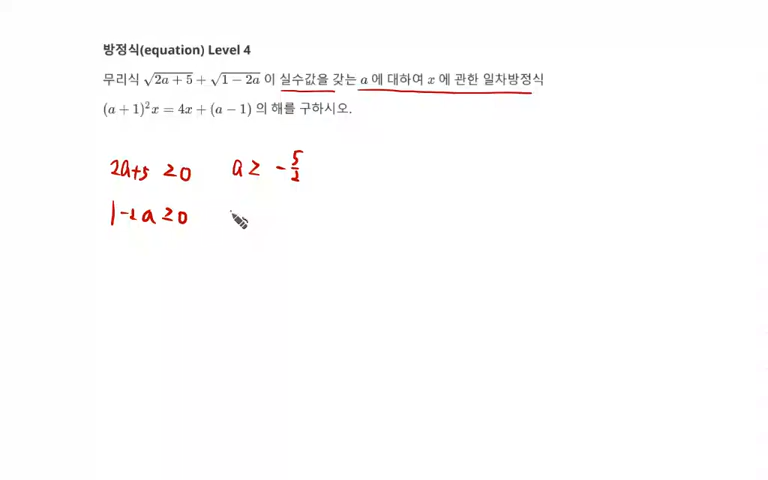 방정식(equation) Level 4
무리식 √(2a + 5) + √(1 − 2a) 이 실수값을 갖는 a 에 대하여 x 에 관한 일차방정식
(a + 1)²x = 4x + (a − 1) 의 해를 구하시오.
2a+5 ≥ 0 a ≥ -5/2
1-2a ≥ 0